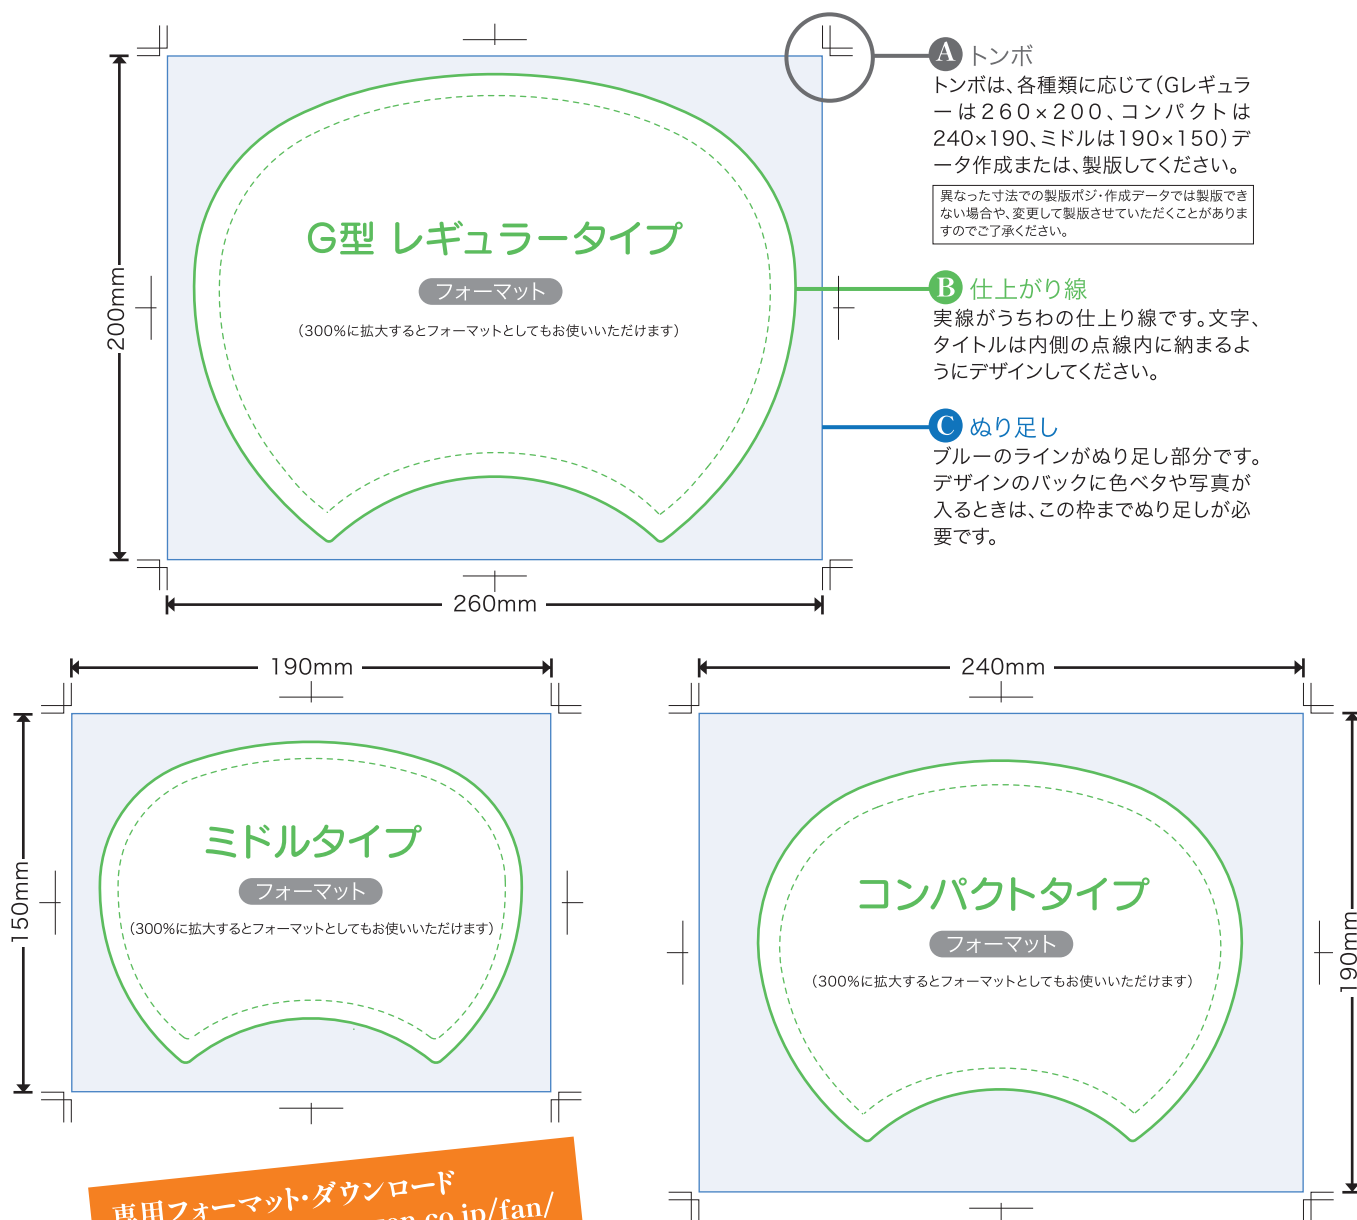 A トンボ
トンボは、各種類に応じて(Gレギュラ
ーは260×200、コンパクトは
240×190、ミドルは190×150)デ
ータ作成または、製版してください。
異なった寸法での製版ポジ・作成データでは製版でき
ない場合や、変更して製版させていただくことがありま
すのでご了承ください。
G型 レギュラータイプ
フォーマット
(300%に拡大するとフォーマットとしてもお使いいただけます)
200mm
260mm
B 仕上がり線
実線がうちわの仕上り線です。文字、
タイトルは内側の点線内に納まるよ
うにデザインしてください。
C ぬり足し
ブルーのラインがぬり足し部分です。
デザインのバックに色ベタや写真が
入るときは、この枠までぬり足しが必
要です。
190mm
150mm
ミドルタイプ
フォーマット
(300%に拡大するとフォーマットとしてもお使いいただけます)
240mm
190mm
コンパクトタイプ
フォーマット
(300%に拡大するとフォーマットとしてもお使いいただけます)
専用フォーマット・ダウンロード
.co.jp/fan/